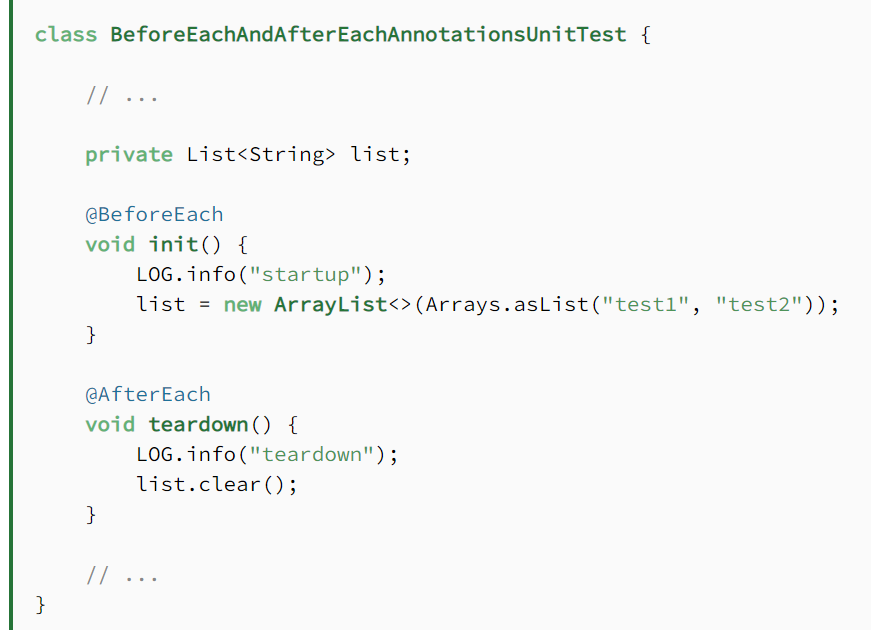 class BeforeEachAndAfterEachAnnotationsUnitTest {
// ...
private List<String> list;
@BeforeEach
void init() {
LOG.info("startup");
list = new ArrayList<>(Arrays.asList("test1", "test2"));
}
@AfterEach
void teardown() {
LOG.info("teardown");
list.clear();
}
// ...
}